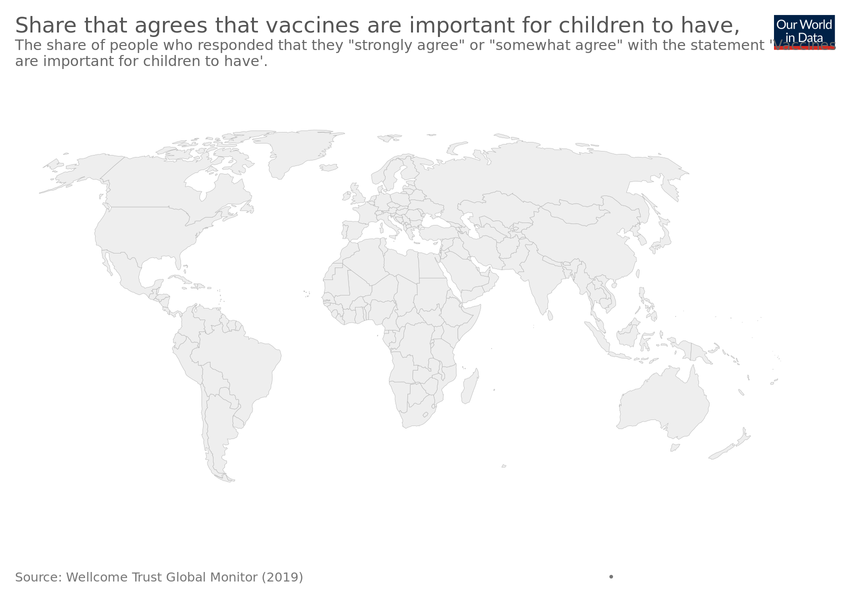 Share that agrees that vaccines are important for children to have,
Our World
in Data
The share of people who responded that they "strongly agree" or "somewhat agree" with the statement 'Vaccines
are important for children to have'.
Source: Wellcome Trust Global Monitor (2019)
•